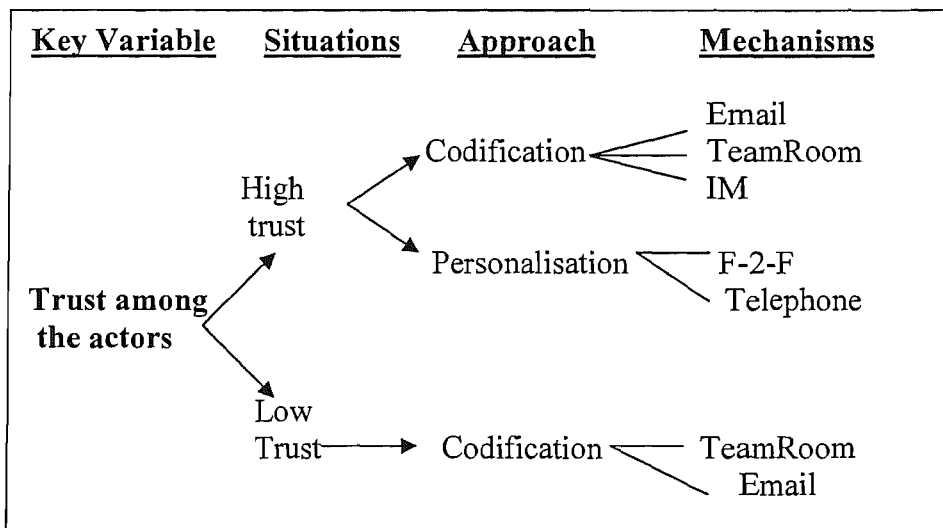 Key Variable Situations Approach Mechanisms
Email
Codification TeamRoom
IM
High
trust
Personalisation F-2-F
Telephone
Trust among
the actors
Low
Trust Codification TeamRoom
Email